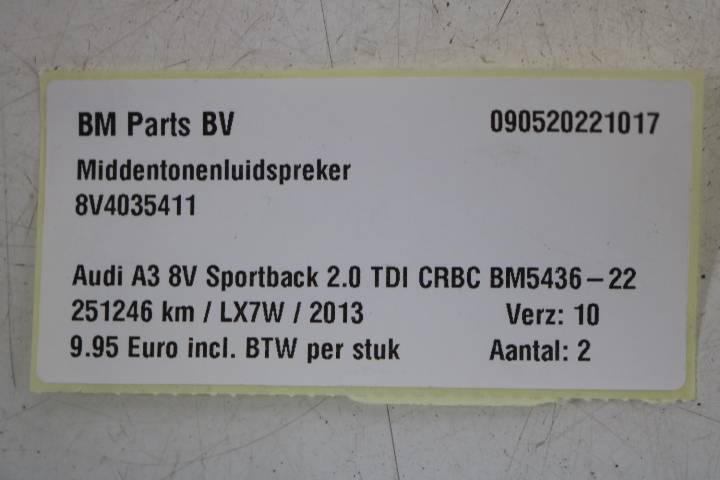 BM Parts BV 090520221017
Middentonenluidspreker
8V4035411
Audi A3 8V Sportback 2.0 TDI CRBC BM5436-22
251246 km / LX7W / 2013 Verz: 10
9.95 Euro incl. BTW per stuk Aantal: 2